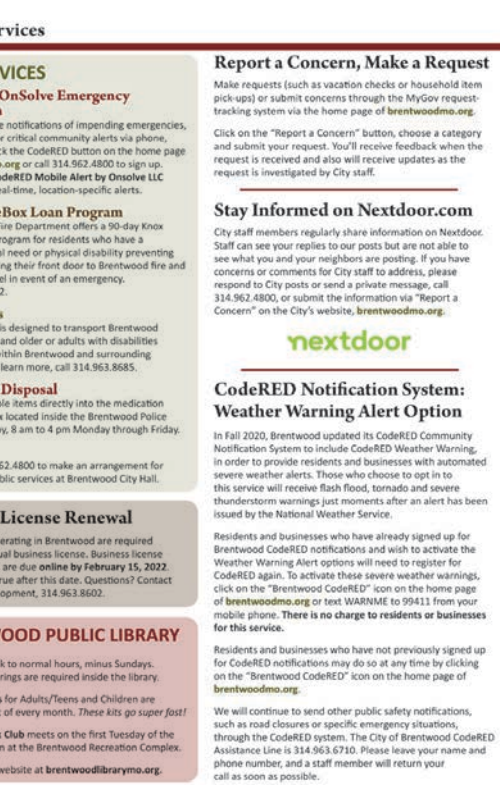 rvices
VICES
OnSolve Emergency
e notifications of impending emergencies,
r critical community alerts via phone,
k the CodeRED button on the home page
o.org or call 314.962.4800 to sign up.
deRED Mobile Alert by Onsolve LLC
eal-time, location-specific alerts.
Box Loan Program
ire Department offers a 90-day Knox
rogram for residents who have a
al need or physical disability preventing
ng their front door to Brentwood fire and
el in event of an emergency.
2.
s
is designed to transport Brentwood
and older or adults with disabilities
ithin Brentwood and surrounding
learn more, call 314.963.8685.
Disposal
le items directly into the medication
x located inside the Brentwood Police
y, 8 am to 4 pm Monday through Friday.
62.4800 to make an arrangement for
blic services at Brentwood City Hall.
License Renewal
erating in Brentwood are required
ual business license. Business license
are due online by February 15, 2022.
rue after this date. Questions? Contact
opment, 314.963.8602.
OOD PUBLIC LIBRARY
k to normal hours, minus Sundays.
rings are required inside the library.
s for Adults/Teens and Children are
of every month. These kits go super fast!
Club meets on the first Tuesday of the
n at the Brentwood Recreation Complex.
website at brentwoodlibrarymo.org.
Report a Concern, Make a Request
Make requests (such as vacation checks or household item
pick-ups) or submit concerns through the MyGov request-
tracking system via the home page of brentwoodmo.org.
Click on the "Report a Concern" button, choose a category
and submit your request. You'll receive feedback when the
request is received and also will receive updates as the
request is investigated by City staff.
Stay Informed on Nextdoor.com
City staff members regularly share information on Nextdoor.
Staff can see your replies to our posts but are not able to
see what you and your neighbors are posting. If you have
concerns or comments for City staff to address, please
respond to City posts or send a private message, call
314.962.4800, or submit the information via "Report a
Concern" on the City's website, brentwoodmo.org.
nextdoor
CodeRED Notification System:
Weather Warning Alert Option
In Fall 2020, Brentwood updated its CodeRED Community
Notification System to include CodeRED Weather Warning,
in order to provide residents and businesses with automated
severe weather alerts. Those who choose to opt in to
this service will receive flash flood, tornado and severe
thunderstorm warnings just moments after an alert has been
issued by the National Weather Service.
Residents and businesses who have already signed up for
Brentwood CodeRED notifications and wish to activate the
Weather Warning Alert options will need to register for
CodeRED again. To activate these severe weather warnings,
click on the "Brentwood CodeRED" icon on the home page
of brentwoodmo.org or text WARNME to 99411 from your
mobile phone. There is no charge to residents or businesses
for this service.
Residents and businesses who have not previously signed up
for CodeRED notifications may do so at any time by clicking
on the "Brentwood CodeRED" icon on the home page of
brentwoodmo.org.
We will continue to send other public safety notifications,
such as road closures or specific emergency situations,
through the CodeRED system. The City of Brentwood CodeRED
Assistance Line is 314.963.6710. Please leave your name and
phone number, and a staff member will return your
call as soon as possible.